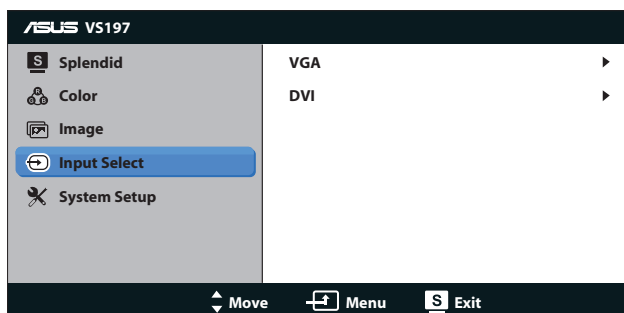 ASUS VS197
S Splendid
Color
Image
Input Select
System Setup
VGA
DVI
Move Menu S Exit